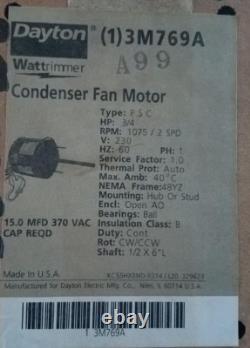 Dayton® (1)3M769A
Wattrimmer A99
Condenser Fan Motor
Type: P S C
HP: 3/4
RPM: 1075 / 2 SPD
V: 230
HZ: 60 PH: 1
Service Factor: 1.0
Thermal Prot: Auto
Max. Amb: 40°C
NEMA Frame: 48YZ
Mounting: Hub Or Stud
Encl: Open AO
Bearings: Ball
15.0 MFD 370 VAC Insulation Class: B
CAP REQD Duty: Cont.
Rot: CW/CCW
Shaft: 1/2 X 6"L
Made In U.S.A.
Manufactured for Dayton Electric Mfg. Co., Niles, IL 60714 U.S.A.
1 3M769A